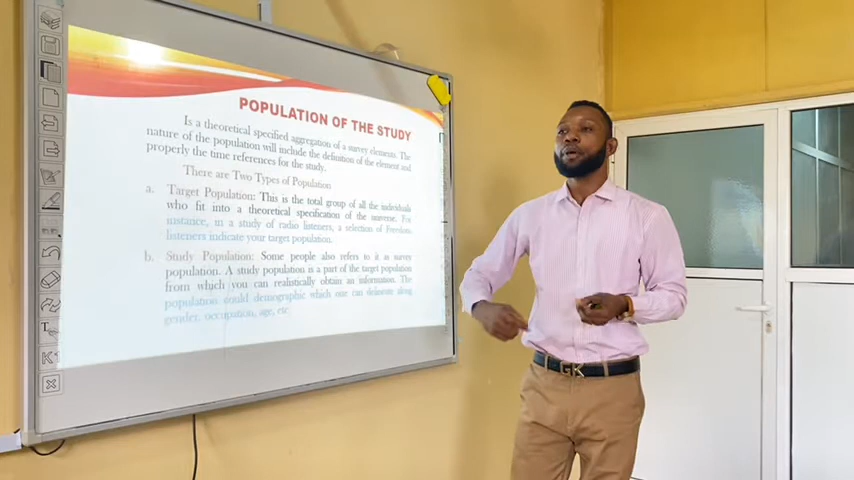 POPULATION OF THE STUDY
Is a theoretical specified aggregation of a survey elements. The
nature of the population will include the definition of the element and
properly the time references for the study.
There are Two Types of Population
a. Target Population: This is the total group of all the individuals
who fit into a theoretical specification of the universe. For
instance, in a study of radio listeners, a selection of Freedom
listeners indicate your target population.
b. Study Population: Some people also refers to it as survey
population. A study population is a part of the target population
from which you can realistically obtain an information. The
population could demographic which one can delineate along
gender, occupation, age, etc
GK